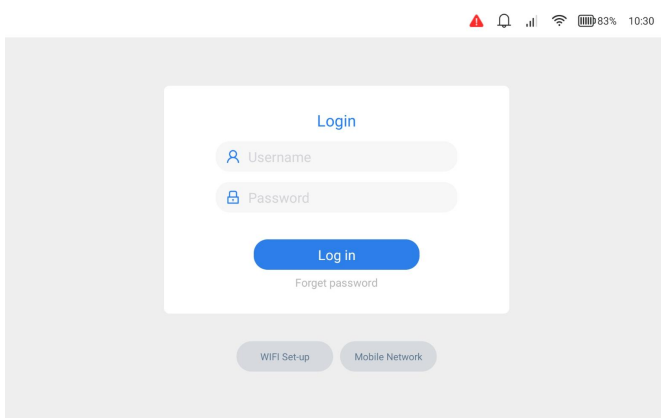 83% 10:30
Login
Username
Password
Log in
Forget password
WIFI Set-up Mobile Network